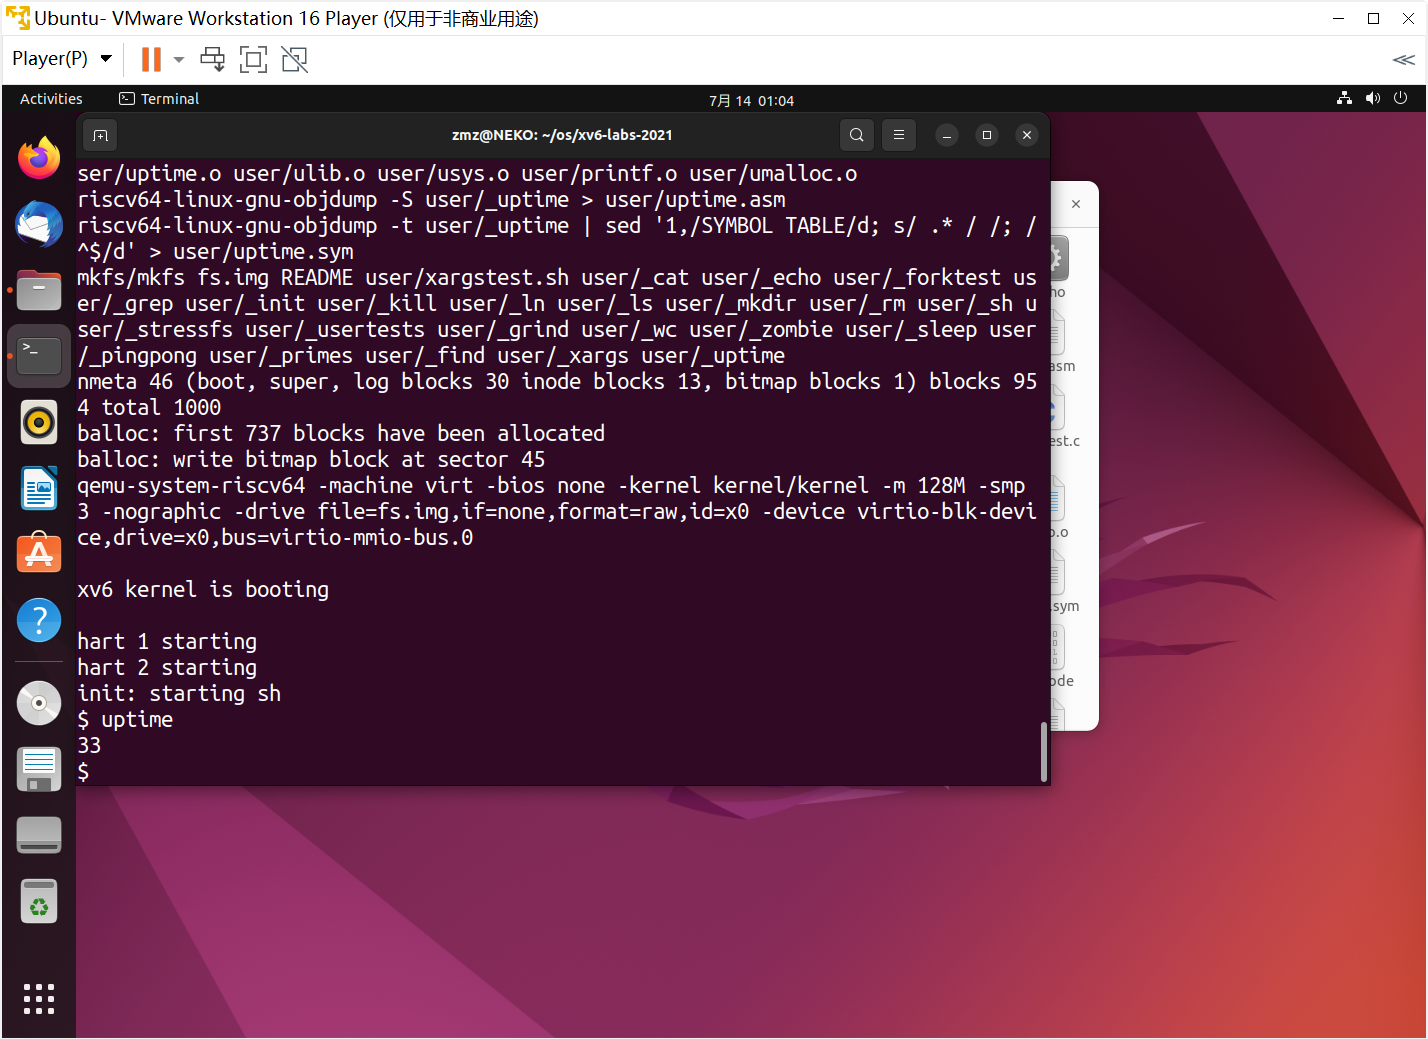 Ubuntu- VMware Workstation 16 Player (仅用于非商业用途)
Player(P)
Activities
Terminal
7月 14 01:04
zmz@NEKO: ~/os/xv6-labs-2021
ser/uptime.o user/ulib.o user/usys.o user/printf.o user/umalloc.o
riscv64-linux-gnu-objdump -S user/_uptime > user/uptime.asm
riscv64-linux-gnu-objdump -t user/_uptime | sed '1,/SYMBOL TABLE/d; s/ .* / /; /
^$/d' > user/uptime.sym
mkfs/mkfs fs.img README user/xargstest.sh user/_cat user/_echo user/_forktest us
er/_grep user/_init user/_kill user/_ln user/_ls user/_mkdir user/_rm user/_sh u
ser/_stressfs user/_usertests user/_grind user/_wc user/_zombie user/_sleep user
/_pingpong user/_primes user/_find user/_xargs user/_uptime
nmeta 46 (boot, super, log blocks 30 inode blocks 13, bitmap blocks 1) blocks 95
4 total 1000
balloc: first 737 blocks have been allocated
balloc: write bitmap block at sector 45
qemu-system-riscv64 -machine virt -bios none -kernel kernel/kernel -m 128M -smp
3 -nographic -drive file=fs.img,if=none,format=raw,id=x0 -device virtio-blk-devi
ce,drive=x0,bus=virtio-mmio-bus.0
xv6 kernel is booting
hart 1 starting
hart 2 starting
init: starting sh
$ uptime
33
$
ho
asm
est.c
o.o
.sym
ode